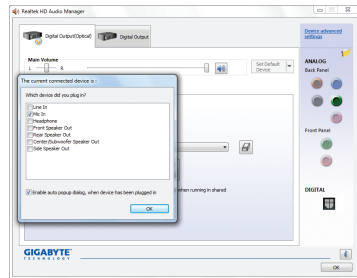 Realtek HD Audio Manager
Digital Output(Optical)
Digital Output
Device advanced
settings
Main Volume
L
R
Set Default
Device
ANALOG
Back Panel
The current connected device is :
Which device did you plug in?
Line In
Mic In
Headphone
Front Speaker Out
Rear Speaker Out
Center/Subwoofer Speaker Out
Side Speaker Out
Enable auto popup dialog, when device has been plugged in
OK
when running in shared
Front Panel
DIGITAL
GIGABYTE
TECHNOLOGY
OK